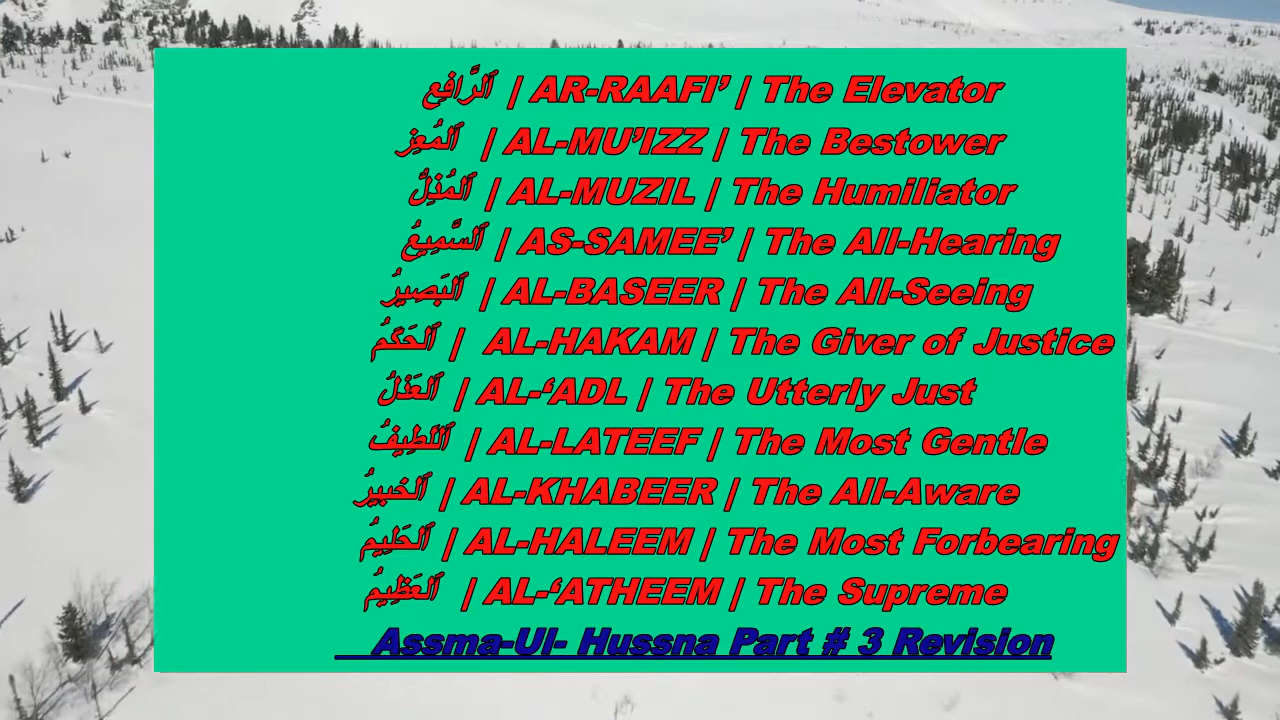 ٱلرَّافِع | AR-RAAFI’ | The Elevator
ٱلْمُعِز | AL-MU’IZZ | The Bestower
ٱلْمُذِلُّ | AL-MUZIL | The Humiliator
ٱلسَّمِيعُ | AS-SAMEE’ | The All-Hearing
ٱلْبَصِيرُ | AL-BASEER | The All-Seeing
ٱلْحَكَمُ | AL-HAKAM | The Giver of Justice
ٱلْعَدْلُ | AL-‘ADL | The Utterly Just
ٱللَّطِيفُ | AL-LATEEF | The Most Gentle
ٱلْخَبِيرُ | AL-KHABEER | The All-Aware
ٱلْحَلِيمُ | AL-HALEEM | The Most Forbearing
ٱلْعَظِيمُ | AL-‘ATHEEM | The Supreme
Assma-Ul- Hussna Part # 3 Revision